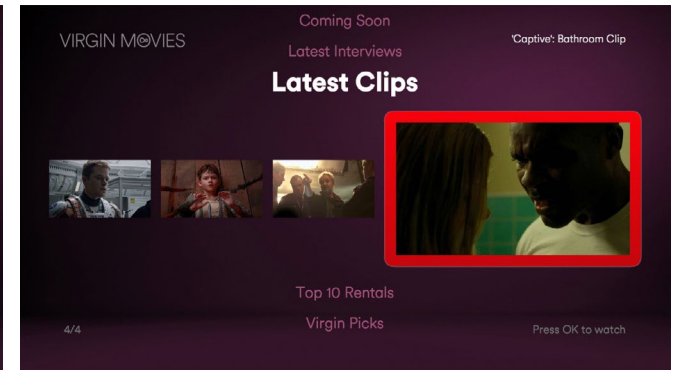 Coming Soon
VIRGIN MOVIES
'Captive': Bathroom Clip
Latest Interviews
Latest Clips
Top 10 Rentals
4/4
Virgin Picks
Press OK to watch